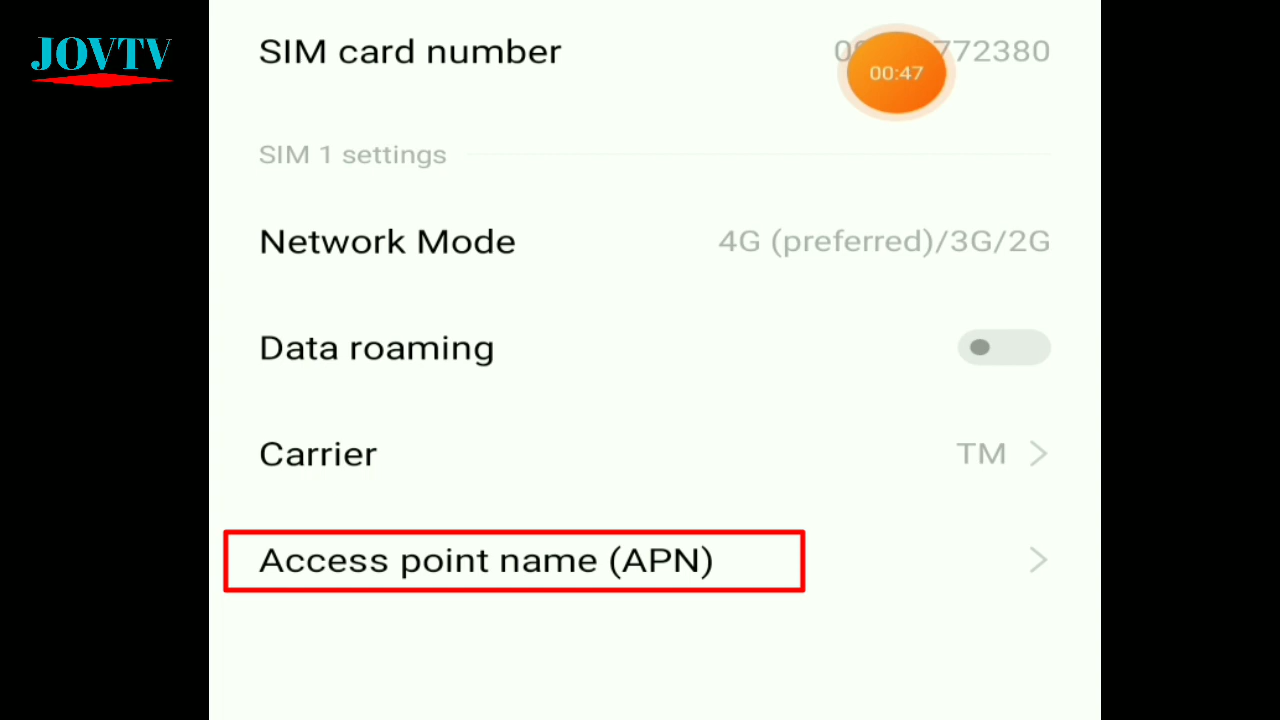 JOVTV
SIM card number
772380
00:47
SIM 1 settings
Network Mode 4G (preferred)/3G/2G
Data roaming
Carrier TM
Access point name (APN)